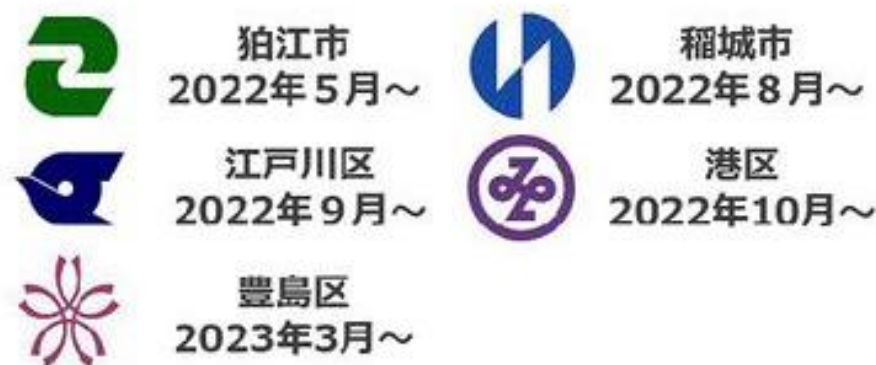 狛江市
2022年５月～
稲城市
2022年８月～
江戸川区
2022年９月～
港区
2022年10月～
豊島区
2023年3月～